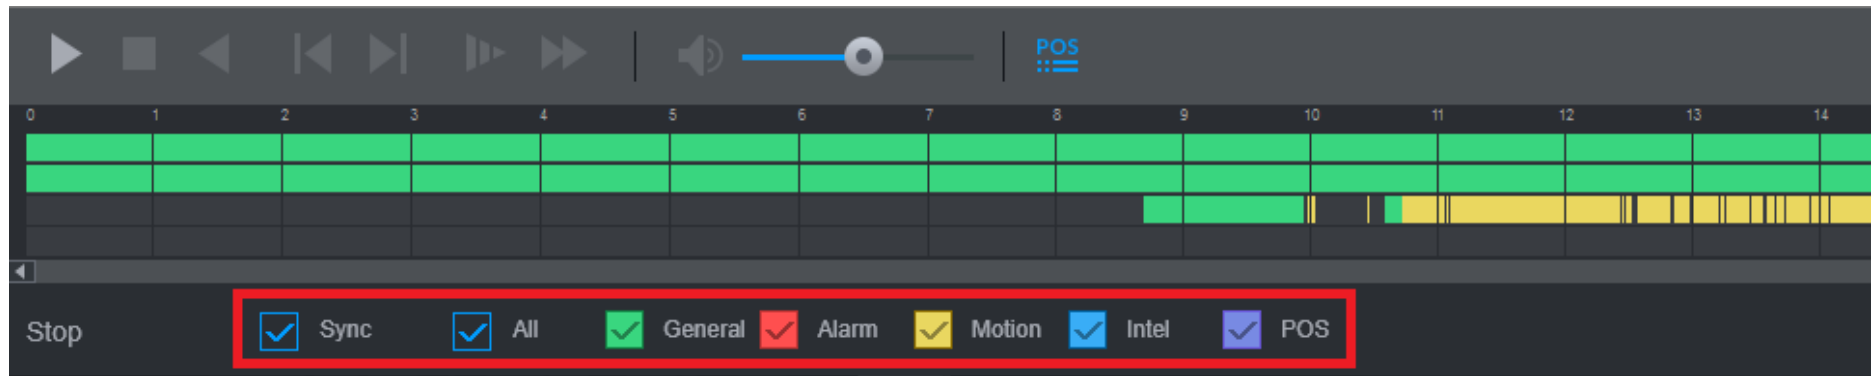 POS
0 1 2 3 4 5 6 7 8 9 10 11 12 13 14
Stop Sync All General Alarm Motion Intel POS